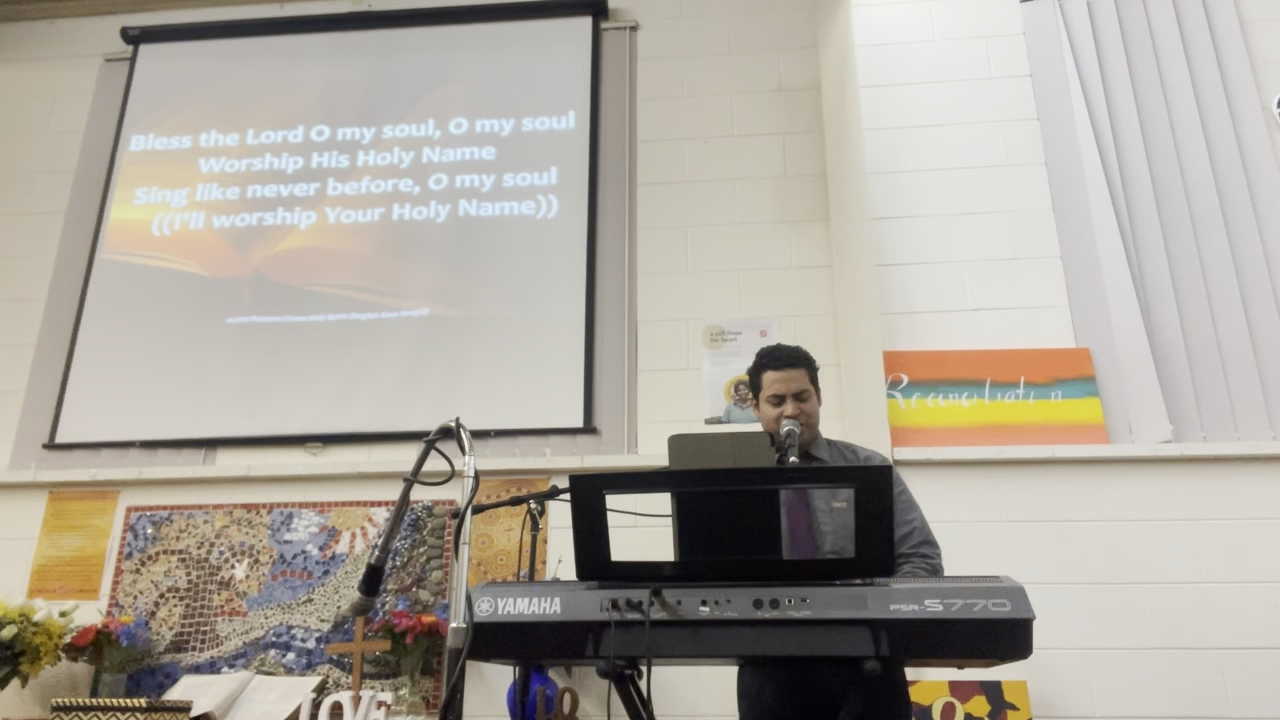 Bless the Lord O my soul, O my soul
Worship His Holy Name
Sing like never before, O my soul
((I'll worship Your Holy Name))
Reconciliation
YAMAHA
PSR-S770
LOVE